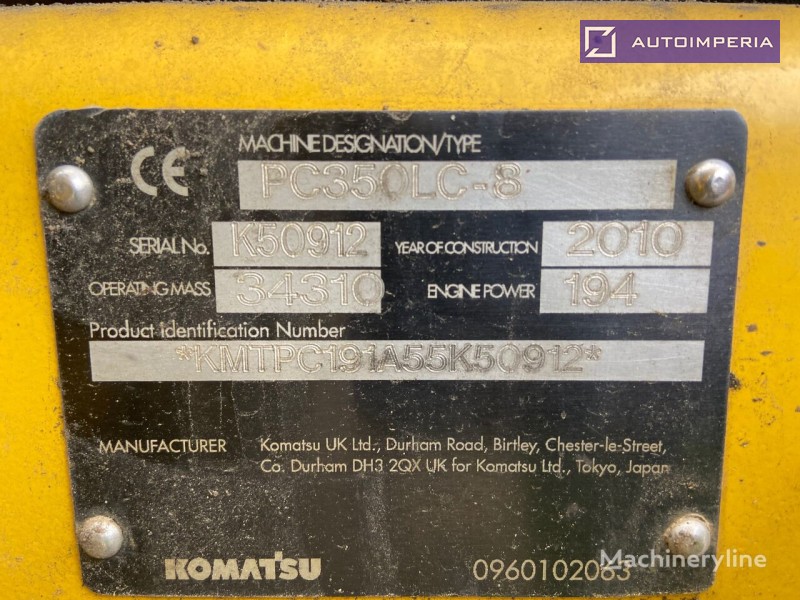 AUTOIMPERIA
CE
MACHINE DESIGNATION/TYPE
PC350LC-8
SERIAL No. K50912 YEAR OF CONSTRUCTION 2010
OPERATING MASS 34310 ENGINE POWER 194
Product Identification Number
*KMTPC191A55K50912*
MANUFACTURER Komatsu UK Ltd., Durham Road, Birtley, Chester-le-Street,
Co. Durham DH3 2QX UK for Komatsu Ltd., Tokyo, Japan
KOMATSU 0960102063
Machineryline